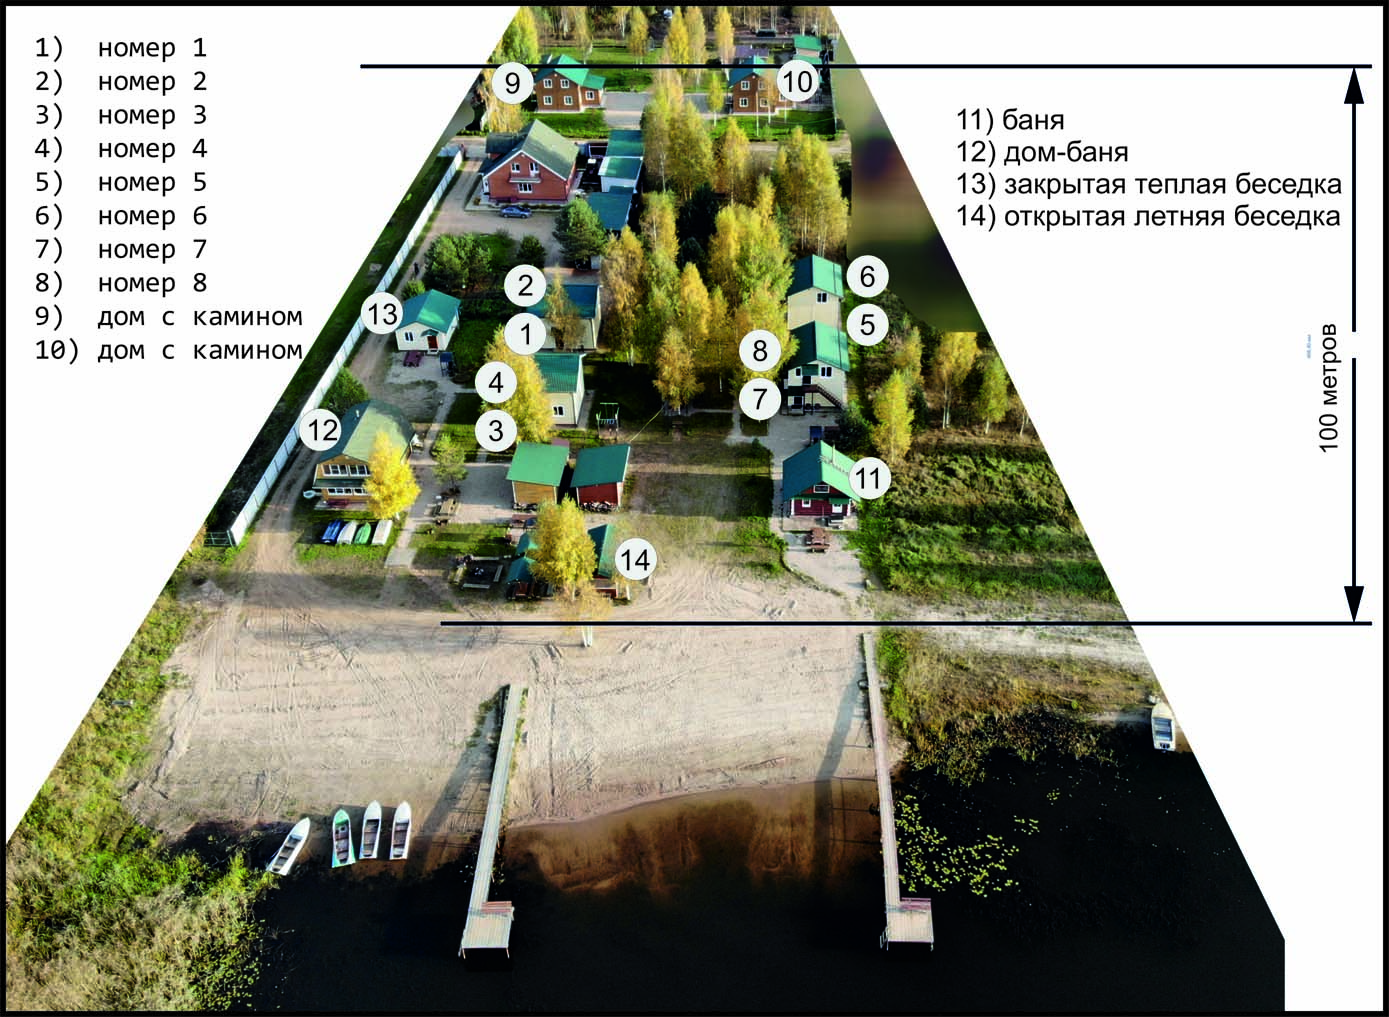 1) номер 1
2) номер 2
3) номер 3
4) номер 4
5) номер 5
6) номер 6
7) номер 7
8) номер 8
9) дом с камином
10) дом с камином
11) баня
12) дом-баня
13) закрытая теплая беседка
14) открытая летняя беседка
9
10
6
2
13
5
1
8
4
7
12
3
11
14
100 метров